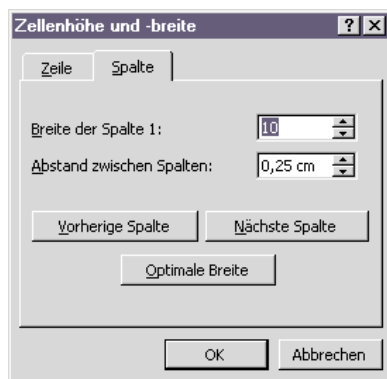 Zellenhöhe und -breite
Zeile Spalte
Breite der Spalte 1: 10
Abstand zwischen Spalten: 0,25 cm
Vorherige Spalte Nächste Spalte
Optimale Breite
OK Abbrechen